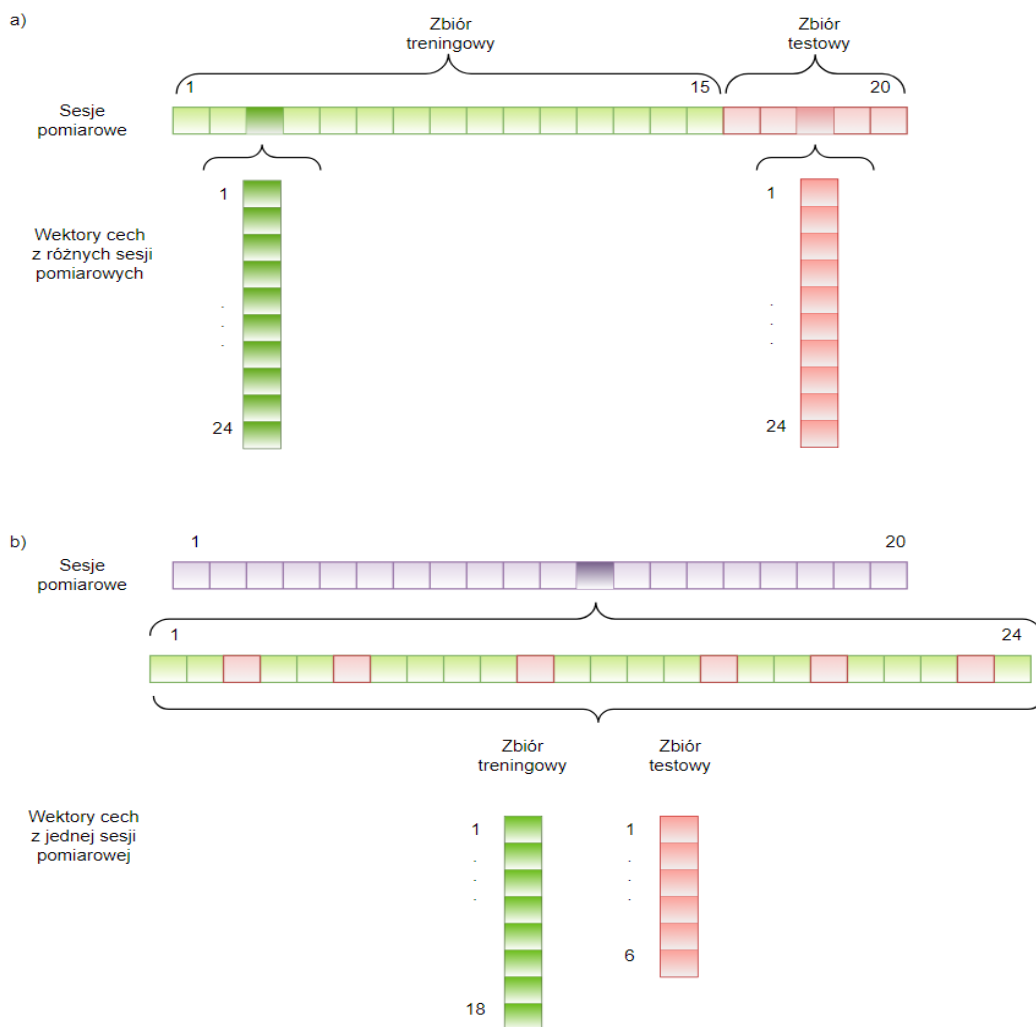 a)
Zbiór
treningowy
Zbiór
testowy
1
15
20
Sesje
pomiarowe
1
1
Wektory cech
z różnych sesji
pomiarowych
.
.
.
.
.
.
24
24
b)
1
20
Sesje
pomiarowe
1
24
Zbiór
treningowy
Zbiór
testowy
Wektory cech
z jednej sesji
pomiarowej
1
.
.
.
18
1
.
.
.
6